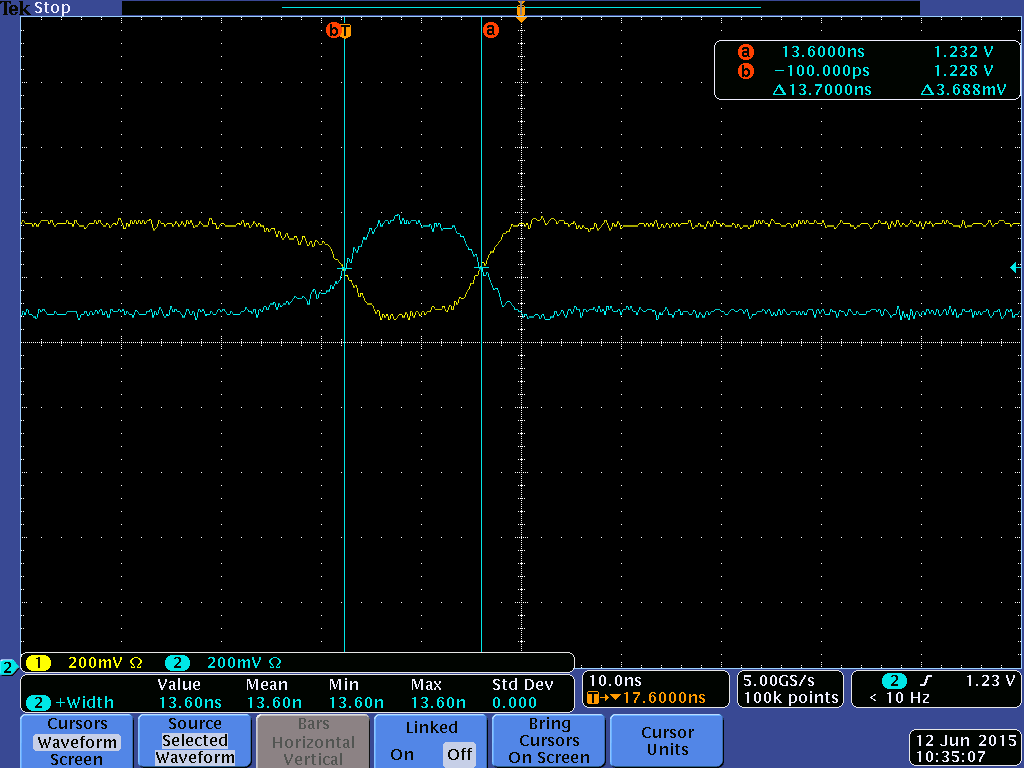 Tek Stop
T
b T a
a 13.6000ns 1.232 V
b −100.000ps 1.228 V
Δ13.7000ns Δ3.688mV
2
1 200mV Ω 2 200mV Ω
Value Mean Min Max Std Dev
2 +Width 13.60ns 13.60n 13.60n 13.60n 0.000
10.0ns
T→▼17.6000ns
5.00GS/s
100k points
2 ƒ 1.23 V
< 10 Hz
Cursors
Waveform
Screen
Source
Selected
Waveform
Bars
Horizontal
Vertical
Linked
On Off
Bring
Cursors
On Screen
Cursor
Units
12 Jun 2015
10:35:07